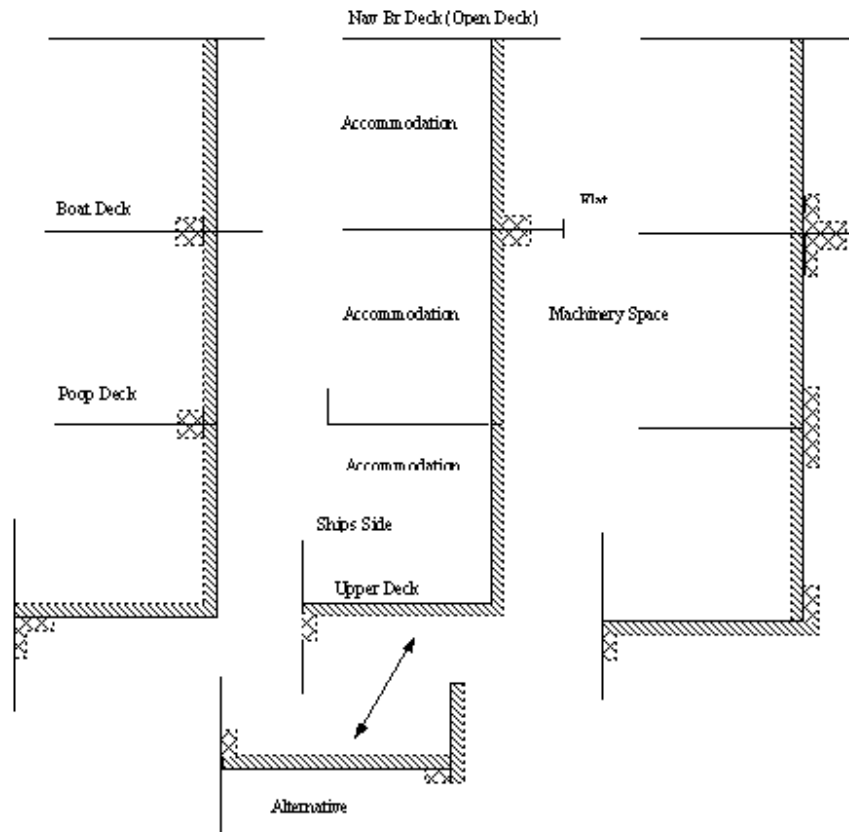 Nav Br Deck (Open Deck)
Accommodation
Boat Deck
Flat
Accommodation
Machinery Space
Poop Deck
Accommodation
Ships Side
Upper Deck
Alternative